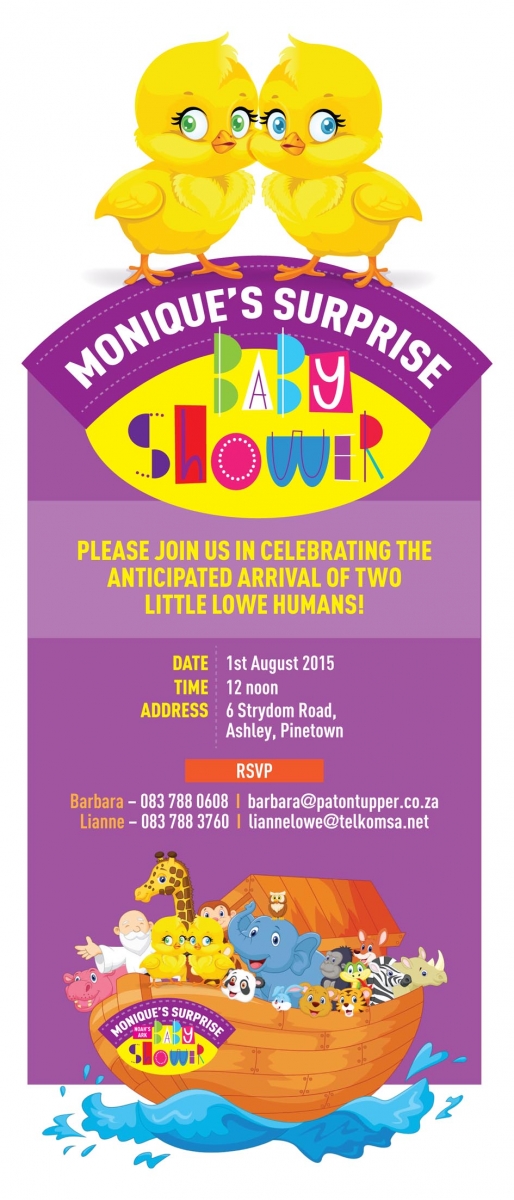 MONIQUE'S SURPRISE
BABY
ShOWER
PLEASE JOIN US IN CELEBRATING THE
ANTICIPATED ARRIVAL OF TWO
LITTLE LOWE HUMANS!
DATE 1st August 2015
TIME 12 noon
ADDRESS 6 Strydom Road,
Ashley, Pinetown
RSVP
Barbara – 083 788 0608 | barbara@patontupper.co.za
Lianne – 083 788 3760 | liannelowe@telkomsa.net
MONIQUE'S SURPRISE
NOAH'S
ARK BABY
ShOWER